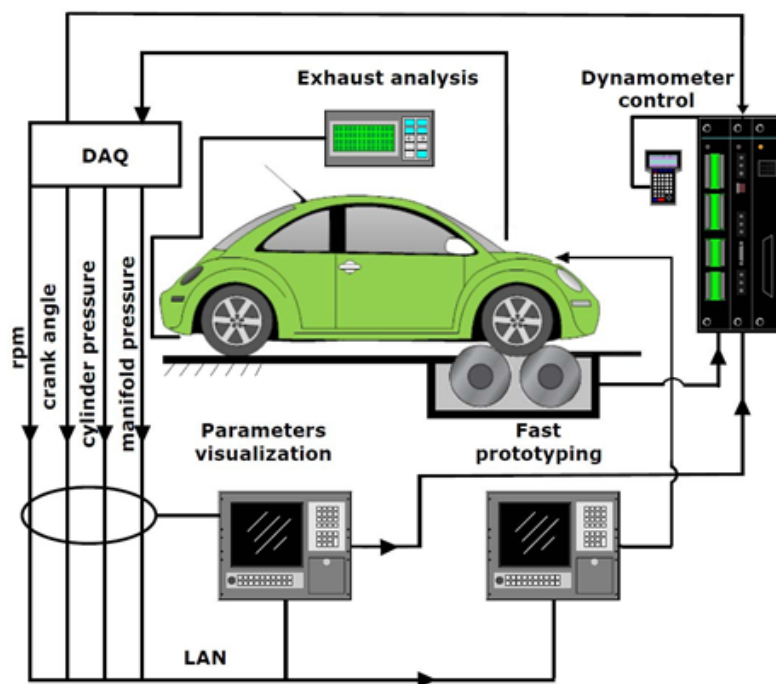 Exhaust analysis
Dynamometer
control
DAQ
rpm
crank angle
cylinder pressure
manifold pressure
Parameters
visualization
Fast
prototyping
LAN